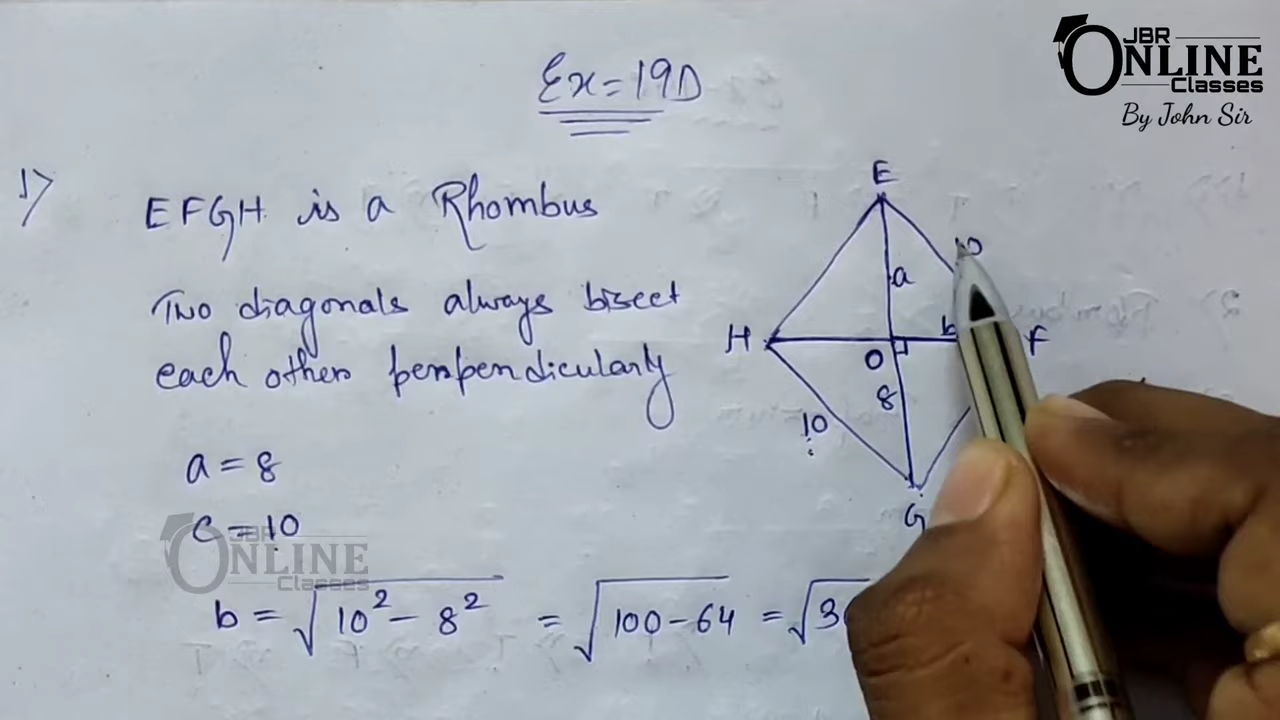 JBR
ONLINE
Classes
By John Sir
Ex=19D
1) EFGH is a Rhombus
Two diagonals always bisect
each other perpendicularly
a = 8
c = 10
b = √10² - 8² = √100-64 = √3
E
10
a
H
b
F
O
8
10
G
JBR
ONLINE
Classes